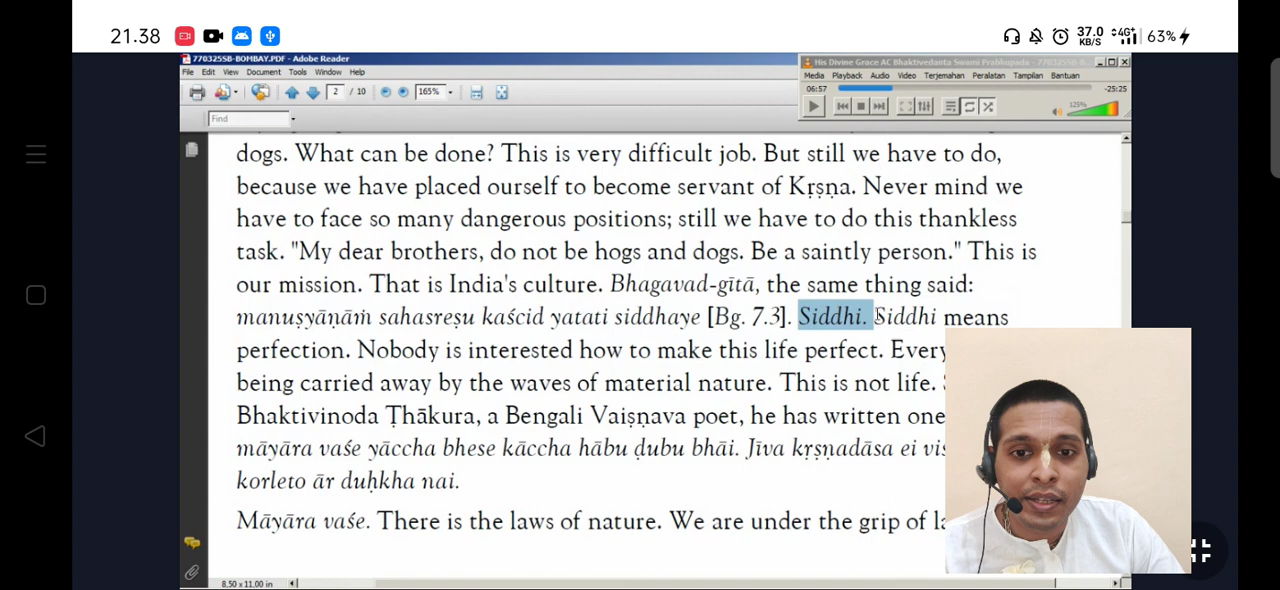 21.38
37.0 KB/S 4G+ 63%
770325SB-BOMBAY.PDF - Adobe Reader
His Divine Grace AC Bhaktivedanta Swami Prabhupada - 770325SB-B...
File Edit View Document Tools Window Help
Media Playback Audio Video Terjemahan Peralatan Tampilan Bantuan
06:57 -25:25
2 / 10 165%
125%
Find
dogs. What can be done? This is very difficult job. But still we have to do,
because we have placed ourself to become servant of Kṛṣṇa. Never mind we
have to face so many dangerous positions; still we have to do this thankless
task. "My dear brothers, do not be hogs and dogs. Be a saintly person." This is
our mission. That is India's culture. Bhagavad-gītā, the same thing said:
manuṣyāṇāṁ sahasreṣu kaścid yatati siddhaye [Bg. 7.3]. Siddhi. Siddhi means
perfection. Nobody is interested how to make this life perfect. Every
being carried away by the waves of material nature. This is not life.
Bhaktivinoda Ṭhākura, a Bengali Vaiṣṇava poet, he has written one
māyāra vaśe yāccha bhese kāccha hābu ḍubu bhāi. Jīva kṛṣṇadāsa ei vis
korleto ār duḥkha nai.
Māyāra vaśe. There is the laws of nature. We are under the grip of la
8,50 x 11,00 in